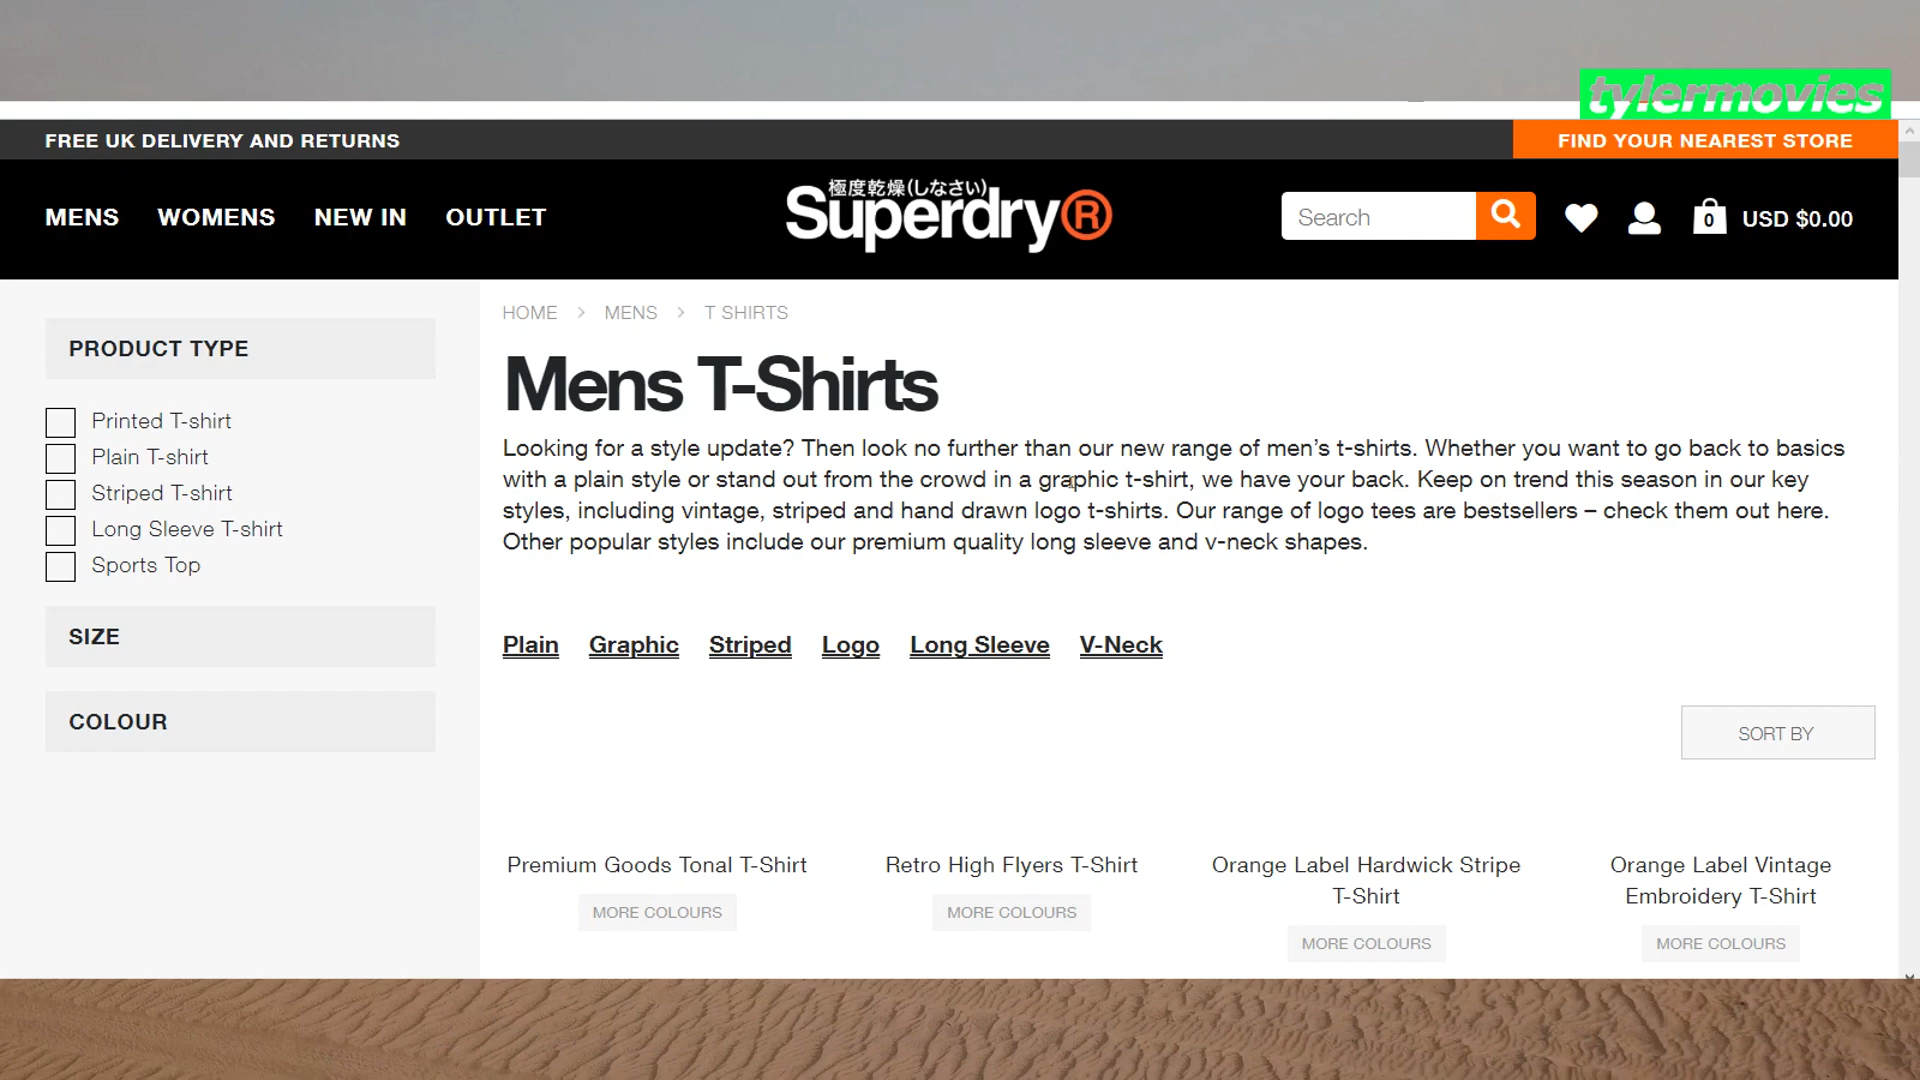 tylermovies
FREE UK DELIVERY AND RETURNS
FIND YOUR NEAREST STORE
MENS WOMENS NEW IN OUTLET
極度乾燥(しなさい)
Superdry®
Search
0
USD $0.00
HOME > MENS > T SHIRTS
PRODUCT TYPE
Printed T-shirt
Plain T-shirt
Striped T-shirt
Long Sleeve T-shirt
Sports Top
SIZE
COLOUR
Mens T-Shirts
Looking for a style update? Then look no further than our new range of men’s t-shirts. Whether you want to go back to basics
with a plain style or stand out from the crowd in a graphic t-shirt, we have your back. Keep on trend this season in our key
styles, including vintage, striped and hand drawn logo t-shirts. Our range of logo tees are bestsellers – check them out here.
Other popular styles include our premium quality long sleeve and v-neck shapes.
Plain Graphic Striped Logo Long Sleeve V-Neck
SORT BY
Premium Goods Tonal T-Shirt
MORE COLOURS
Retro High Flyers T-Shirt
MORE COLOURS
Orange Label Hardwick Stripe
T-Shirt
MORE COLOURS
Orange Label Vintage
Embroidery T-Shirt
MORE COLOURS